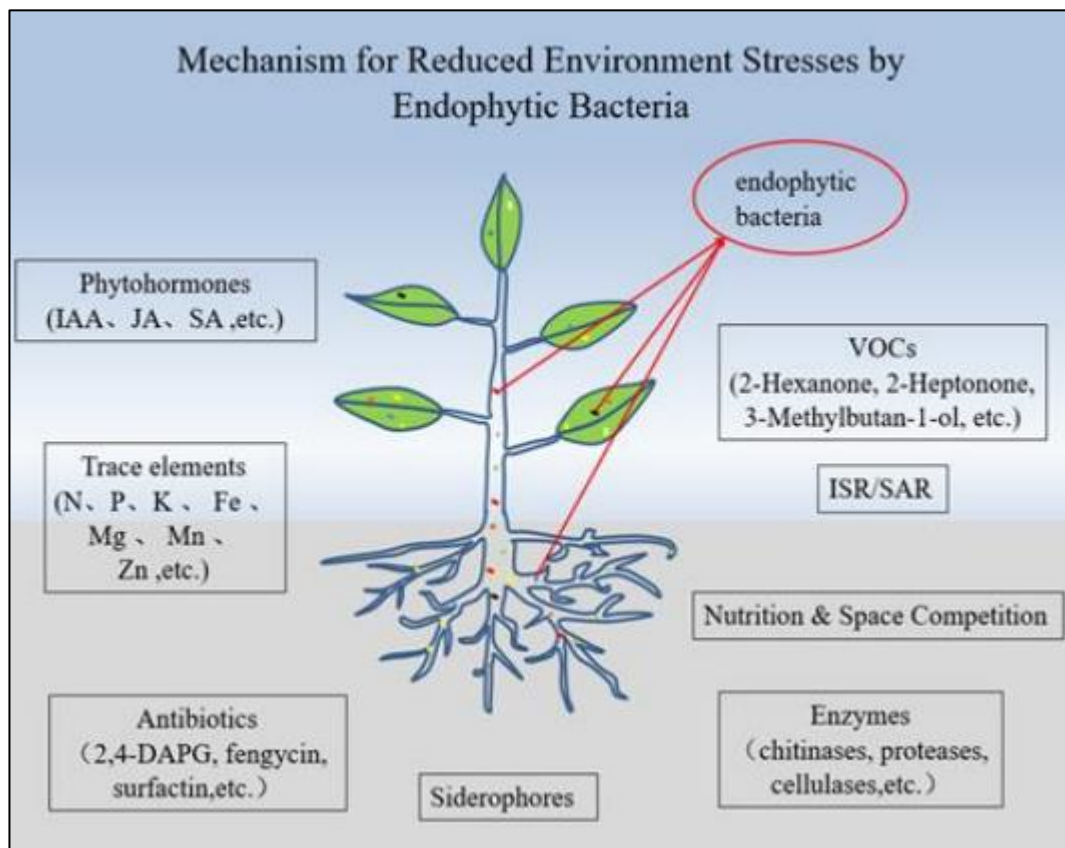 Mechanism for Reduced Environment Stresses by
Endophytic Bacteria
endophytic
bacteria
Phytohormones
(IAA、JA、SA ,etc.)
VOCs
(2-Hexanone, 2-Heptonone,
3-Methylbutan-1-ol, etc.)
Trace elements
(N、P、K 、 Fe 、
Mg 、 Mn 、
Zn ,etc.)
ISR/SAR
Nutrition & Space Competition
Antibiotics
（2,4-DAPG, fengycin,
surfactin,etc.）
Siderophores
Enzymes
（chitinases, proteases,
cellulases,etc.）